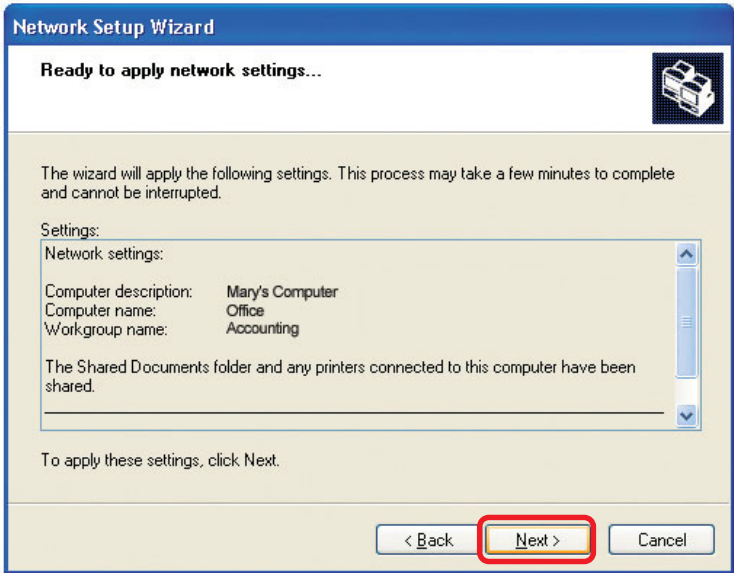 Network Setup Wizard
Ready to apply network settings...
The wizard will apply the following settings. This process may take a few minutes to complete
and cannot be interrupted.
Settings:
Network settings:
Computer description: Mary's Computer
Computer name: Office
Workgroup name: Accounting
The Shared Documents folder and any printers connected to this computer have been
shared.
To apply these settings, click Next.
< Back Next > Cancel